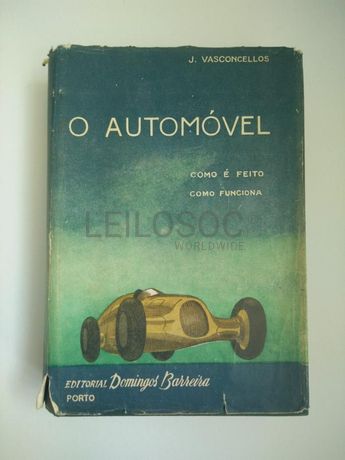 J. VASCONCELLOS
O AUTOMÓVEL
COMO É FEITO
COMO FUNCIONA
LEILOSOC
WORLDWIDE
EDITORIAL Domingos Barreira
PORTO